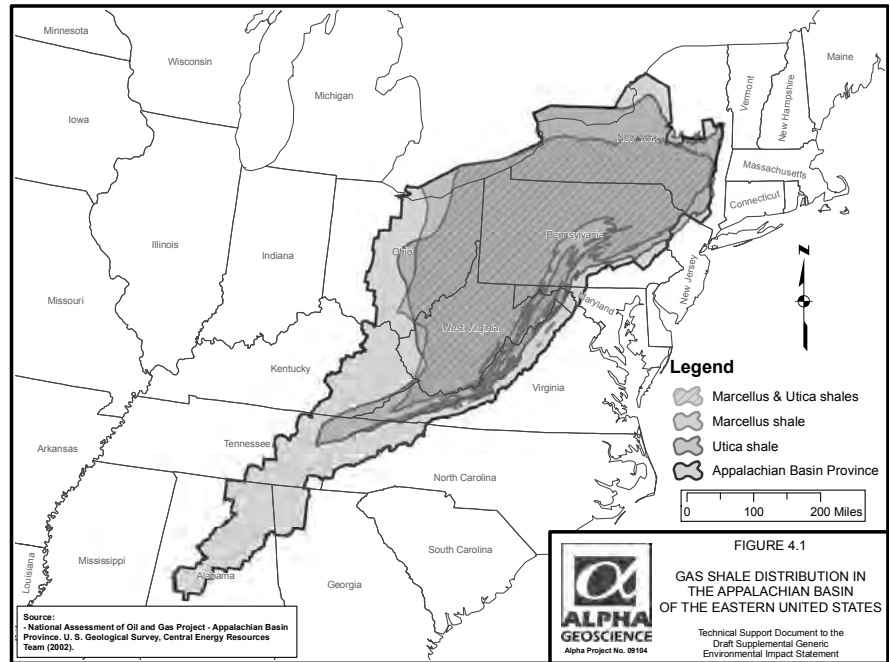 Minnesota
Wisconsin
Michigan
Maine
Iowa
Vermont
New Hampshire
New York
Massachusetts
Connecticut
Illinois
Indiana
Ohio
Pennsylvania
New Jersey
Missouri
Maryland
West Virginia
N
Kentucky
Virginia
Legend
Marcellus & Utica shales
Marcellus shale
Utica shale
Appalachian Basin Province
Arkansas
Tennessee
North Carolina
0 100 200 Miles
Mississippi
Alabama
Georgia
South Carolina
Louisiana
Source:
- National Assessment of Oil and Gas Project - Appalachian Basin
Province. U. S. Geological Survey, Central Energy Resources
Team (2002).
α
ALPHA
GEOSCIENCE
Alpha Project No. 09104
FIGURE 4.1
GAS SHALE DISTRIBUTION IN
THE APPALACHIAN BASIN
OF THE EASTERN UNITED STATES
Technical Support Document to the
Draft Supplemental Generic
Environmental Impact Statement